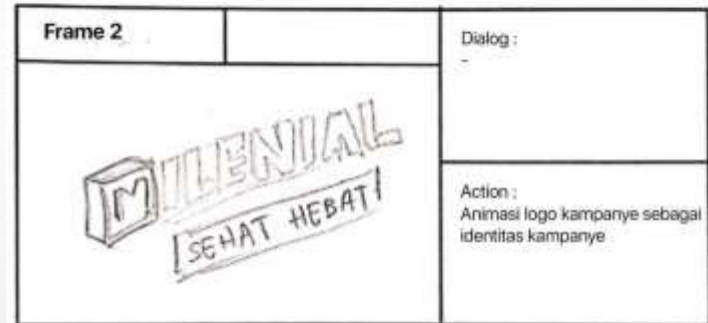 Frame 2
Dialog :
-
MILENIAL
SEHAT HEBAT!
Action :
Animasi logo kampanye sebagai
identitas kampanye